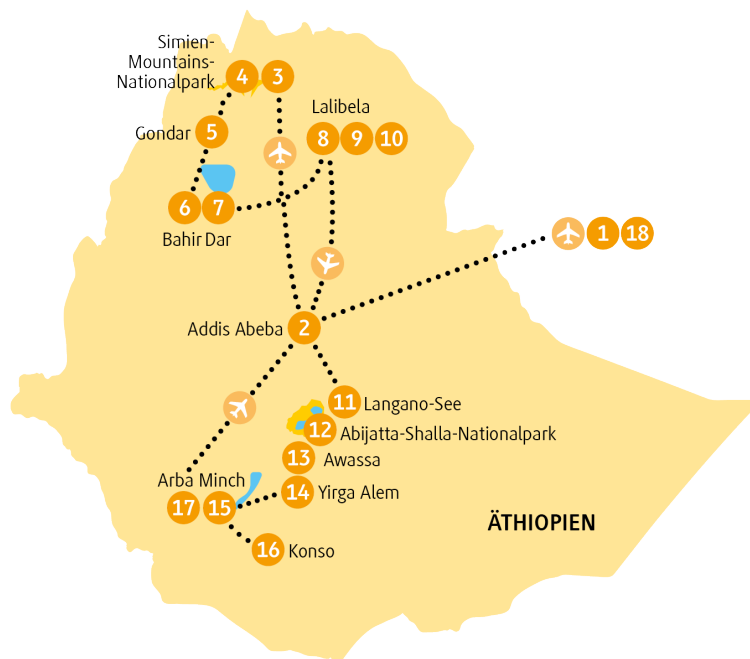 Simien-
Mountains-
Nationalpark
4 3
Lalibela
Gondar 5
8 9 10
6 7
Bahir Dar
1 18
Addis Abeba 2
11 Langano-See
12 Abijatta-Shalla-Nationalpark
13 Awassa
Arba Minch
14 Yirga Alem
17 15
ÄTHIOPIEN
16 Konso